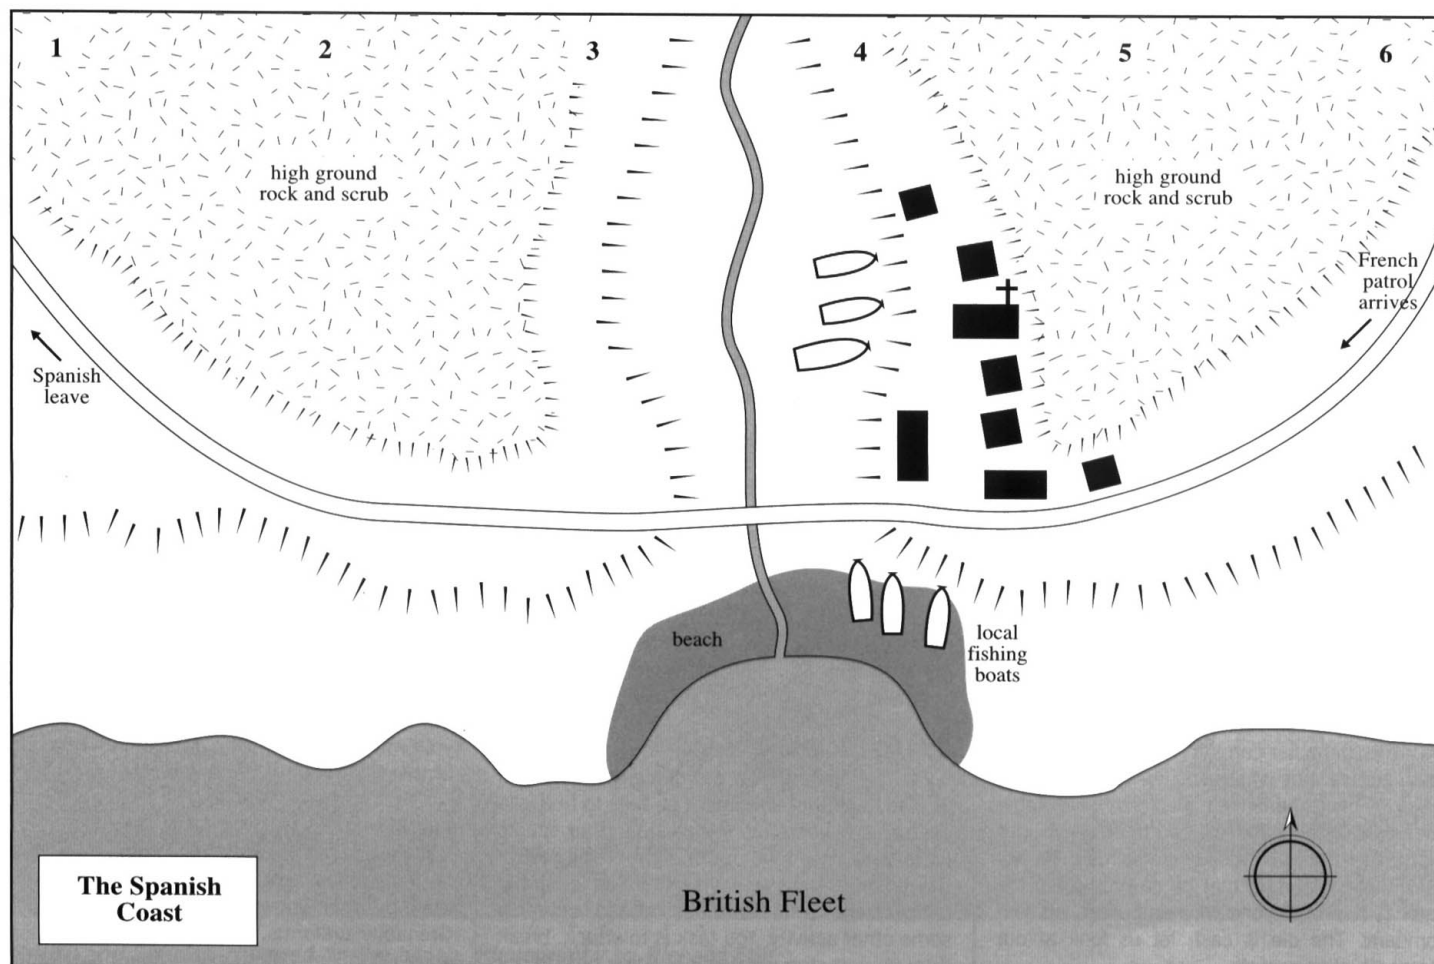 1 2 3 4 5 6
high ground
rock and scrub
high ground
rock and scrub
French
patrol
arrives
Spanish
leave
beach
local
fishing
boats
The Spanish
Coast
British Fleet